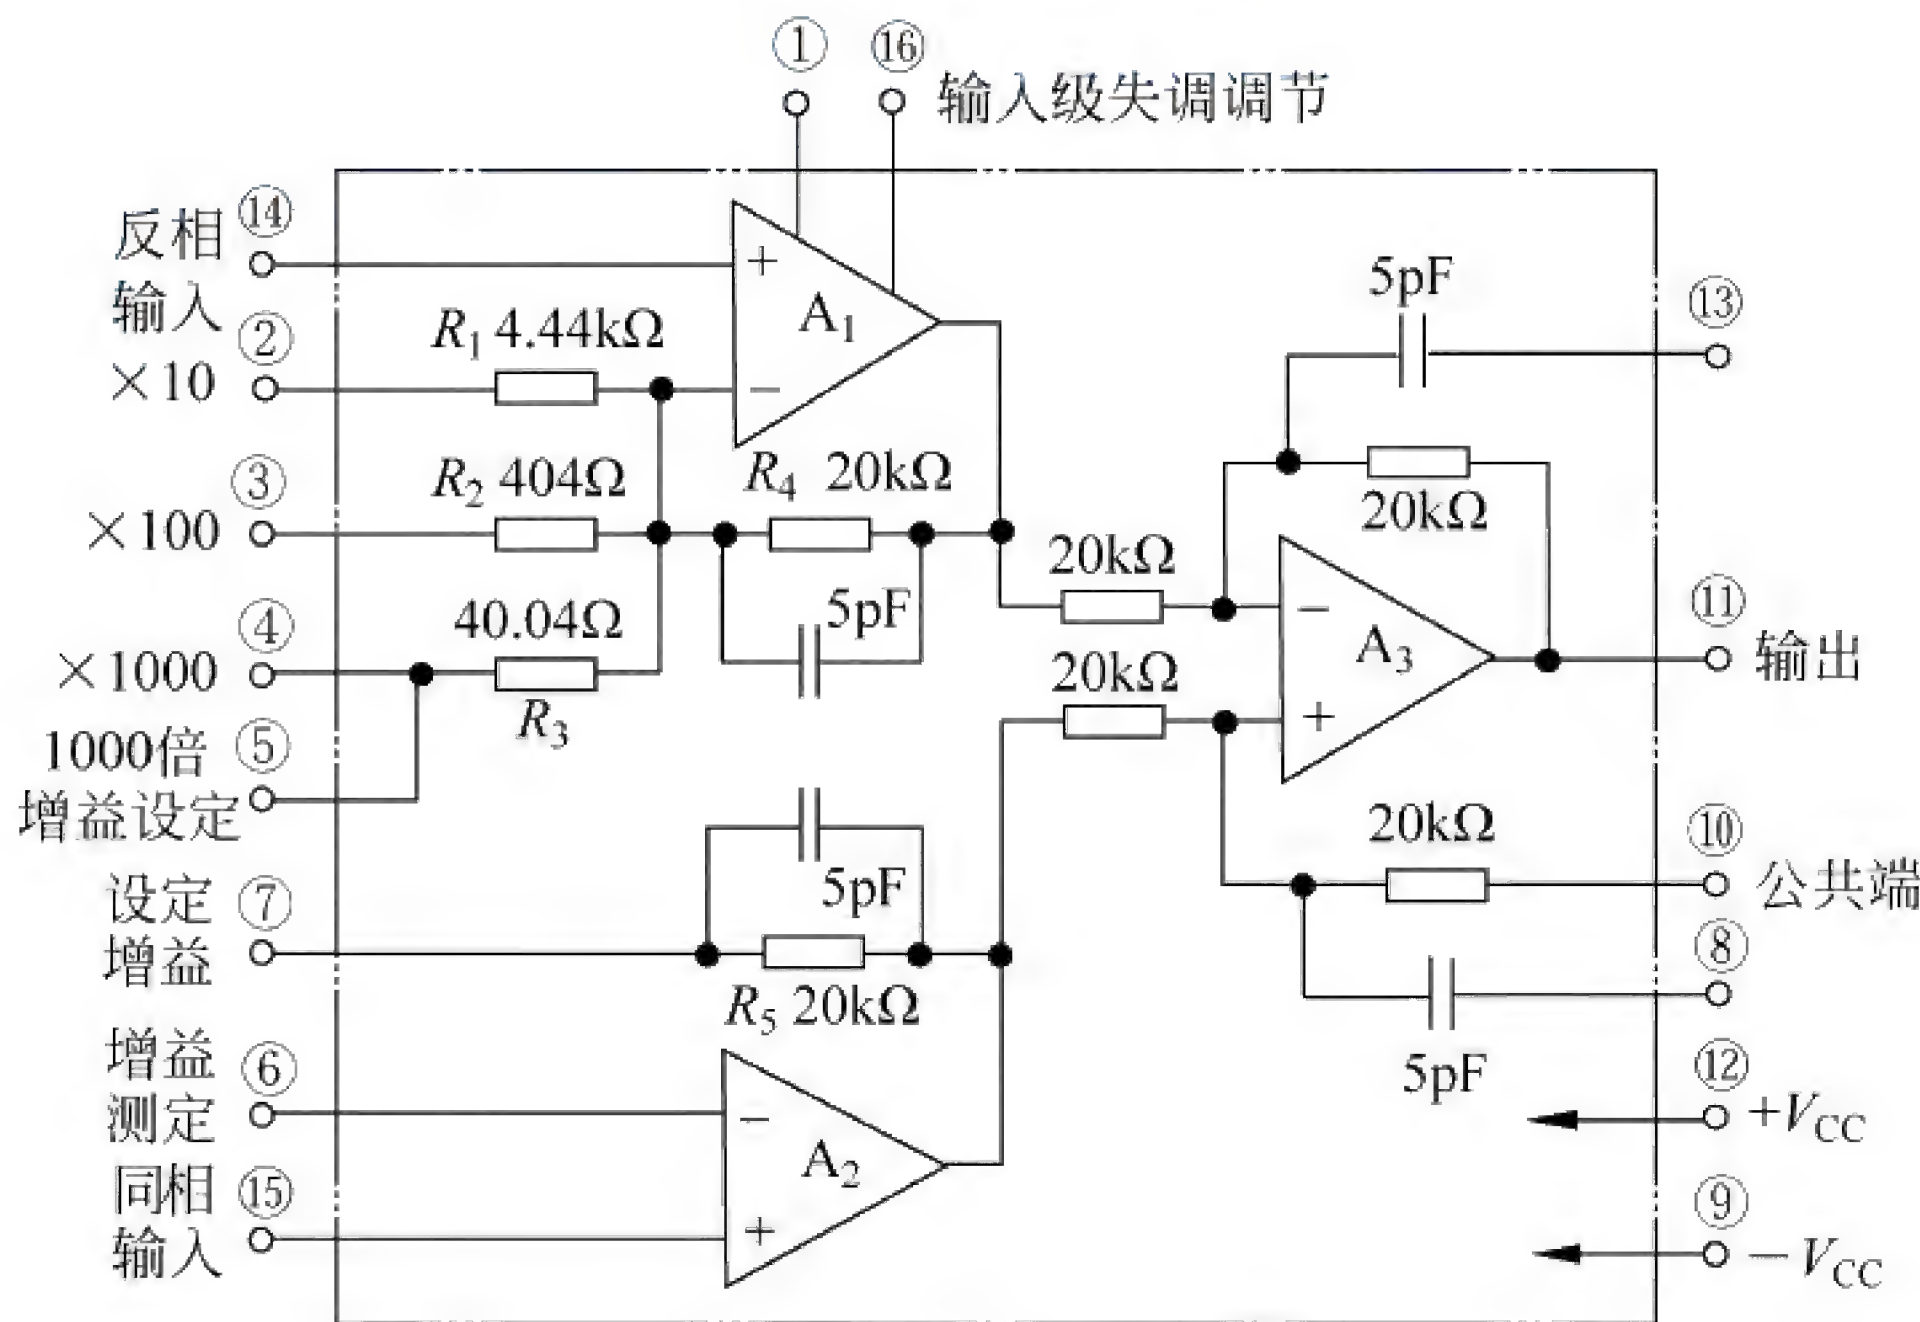 ① ⑯ 输入级失调调节
反相 ⑭
输入
② ×10
R₁ 4.44kΩ
+
A₁
−
③ ×100
R₂ 404Ω
R₄ 20kΩ
5pF
④ ×1000
40.04Ω
R₃
1000倍 ⑤
增益设定
设定 ⑦
增益
5pF
R₅ 20kΩ
增益 ⑥
测定
−
A₂
同相 ⑮
输入
+
5pF
⑬
20kΩ
20kΩ
−
A₃
+
20kΩ
⑪
输出
20kΩ
⑩
公共端
⑧
5pF
⑫
+V_CC
⑨
−V_CC